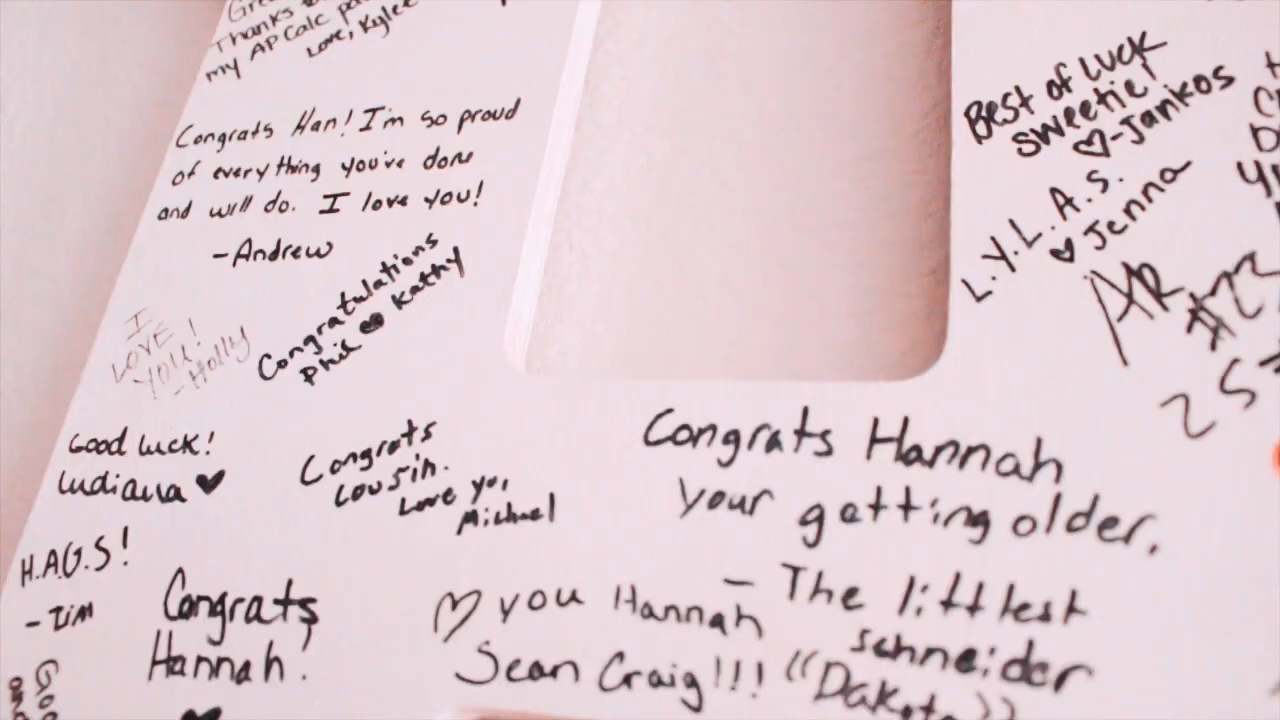 Thanks
my AP Calc
Love, Kylee
Congrats Han! I'm so proud
of everything you've done
and will do. I love you!
-Andrew
Congratulations
Phil Kathy
I
LOVE
YOU!
-Holly
Good luck!
Indiana ♥
Congrats
Cousin.
Love you
Michael
H.A.G.S!
-Tim
Congrats
Hannah!
Best of luck
sweetie!
♡-Jankos
L.Y.L.A.S.
♥ Jenna
#23
Congrats Hannah
your getting older.
- The littlest
schneider
"Dakota"
♡ you Hannah
Sean Craig!!!